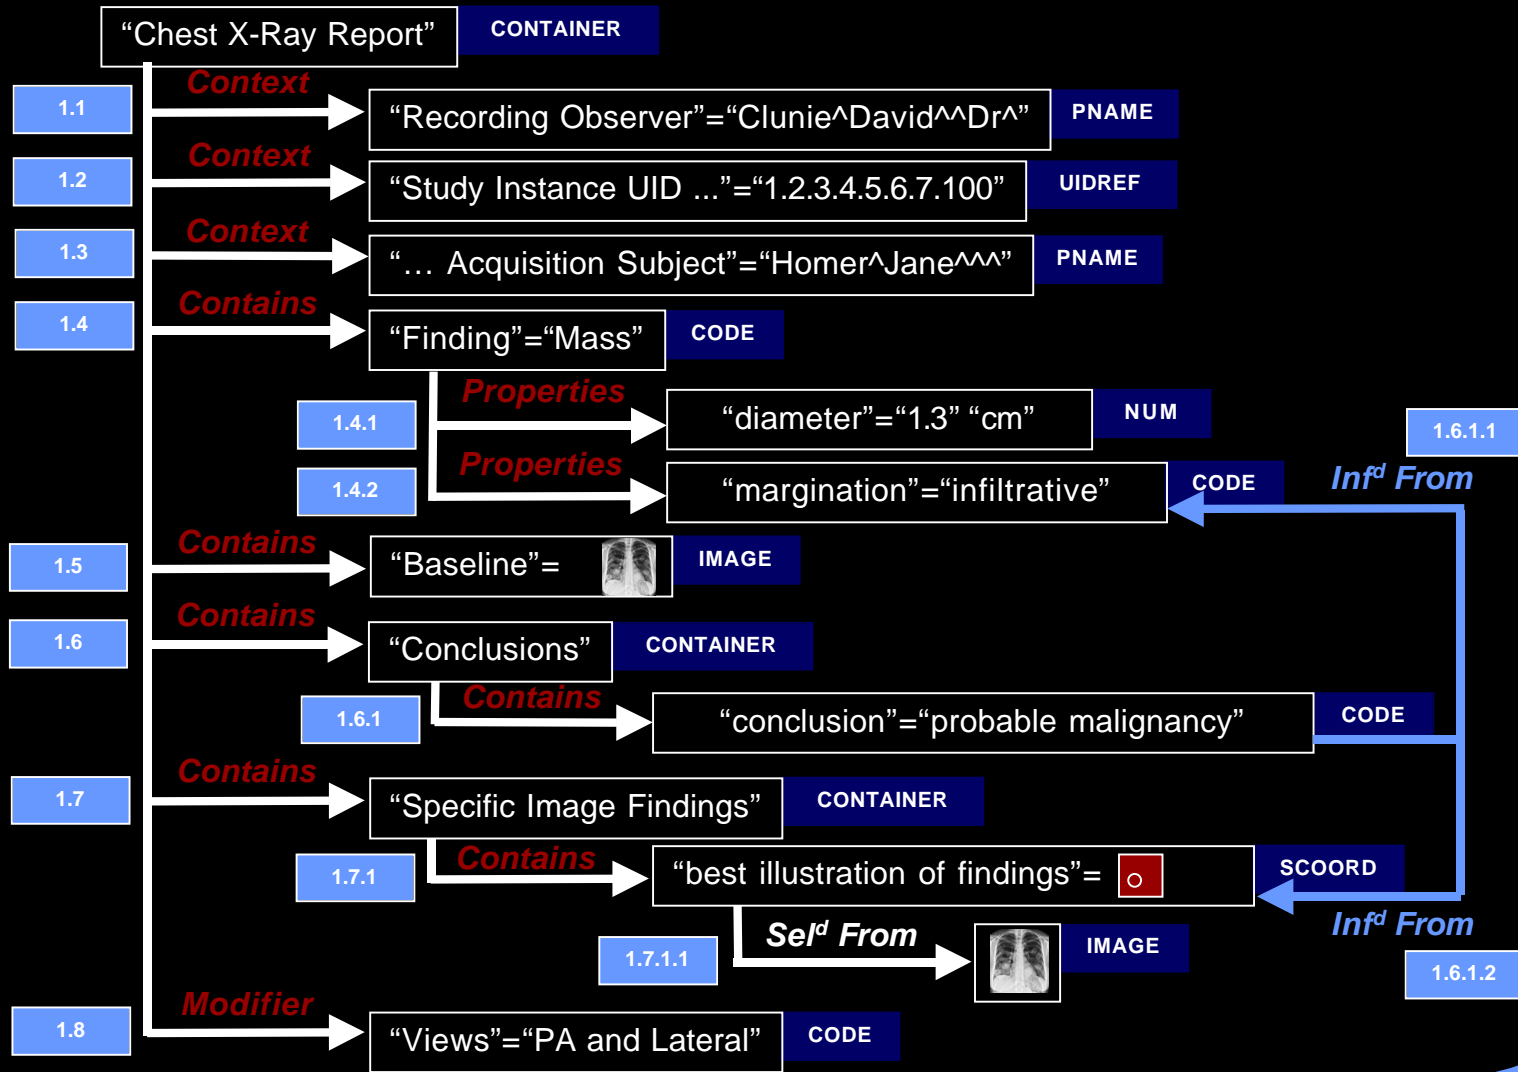 “Chest X-Ray Report” CONTAINER
1.1 Context “Recording Observer”=“Clunie^David^^Dr^” PNAME
1.2 Context “Study Instance UID ...”=“1.2.3.4.5.6.7.100” UIDREF
1.3 Context “… Acquisition Subject”=“Homer^Jane^^^” PNAME
1.4 Contains “Finding”=“Mass” CODE
1.4.1 Properties “diameter”=“1.3” “cm” NUM
1.6.1.1
1.4.2 Properties “margination”=“infiltrative” CODE Infd From
1.5 Contains “Baseline”= IMAGE
1.6 Contains “Conclusions” CONTAINER
1.6.1 Contains “conclusion”=“probable malignancy” CODE
1.7 Contains “Specific Image Findings” CONTAINER
1.7.1 Contains “best illustration of findings”= SCOORD
Infd From
1.7.1.1 Seld From IMAGE
1.6.1.2
1.8 Modifier “Views”=“PA and Lateral” CODE